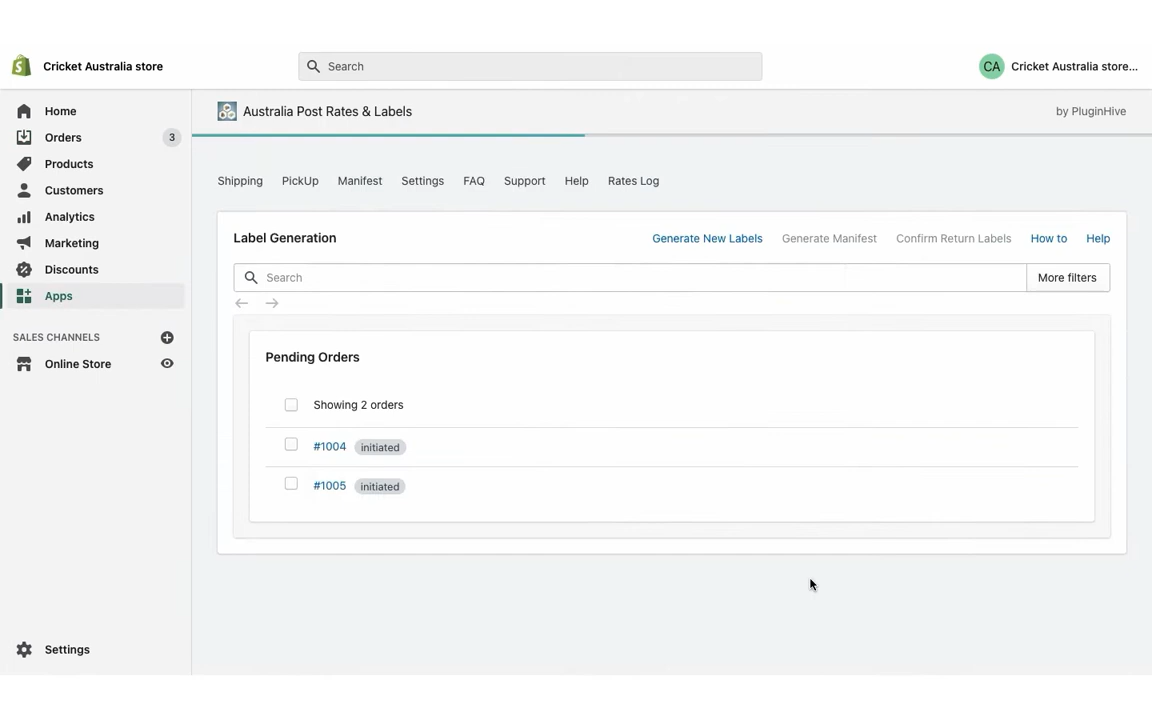 Cricket Australia store
Search
CA
Cricket Australia store...
Home
Orders
3
Products
Customers
Analytics
Marketing
Discounts
Apps
SALES CHANNELS
Online Store
Settings
Australia Post Rates & Labels
by PluginHive
Shipping PickUp Manifest Settings FAQ Support Help Rates Log
Label Generation
Generate New Labels Generate Manifest Confirm Return Labels How to Help
Search
More filters
Pending Orders
Showing 2 orders
#1004 initiated
#1005 initiated